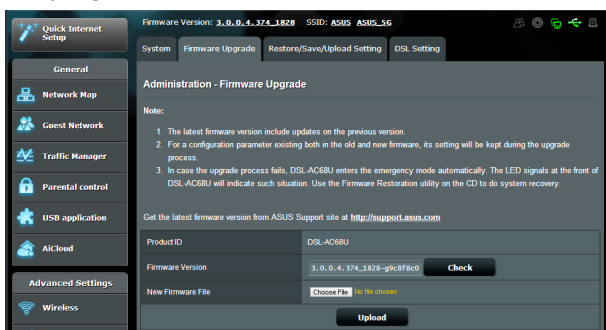 Quick Internet
Setup
Firmware Version: 3.0.0.4.374_1828 SSID: ASUS ASUS_5G
System Firmware Upgrade Restore/Save/Upload Setting DSL Setting
General
Network Map
Guest Network
Traffic Manager
Parental control
USB application
AiCloud
Advanced Settings
Wireless
Administration - Firmware Upgrade
Note:
1. The latest firmware version include updates on the previous version.
2. For a configuration parameter existing both in the old and new firmware, its setting will be kept during the upgrade
process.
3. In case the upgrade process fails, DSL-AC68U enters the emergency mode automatically. The LED signals at the front of
DSL-AC68U will indicate such situation. Use the Firmware Restoration utility on the CD to do system recovery.
Get the latest firmware version from ASUS Support site at http://support.asus.com
Product ID DSL-AC68U
Firmware Version 3.0.0.4.374_1828-g9c8f8c0 Check
New Firmware File Choose File No file chosen
Upload